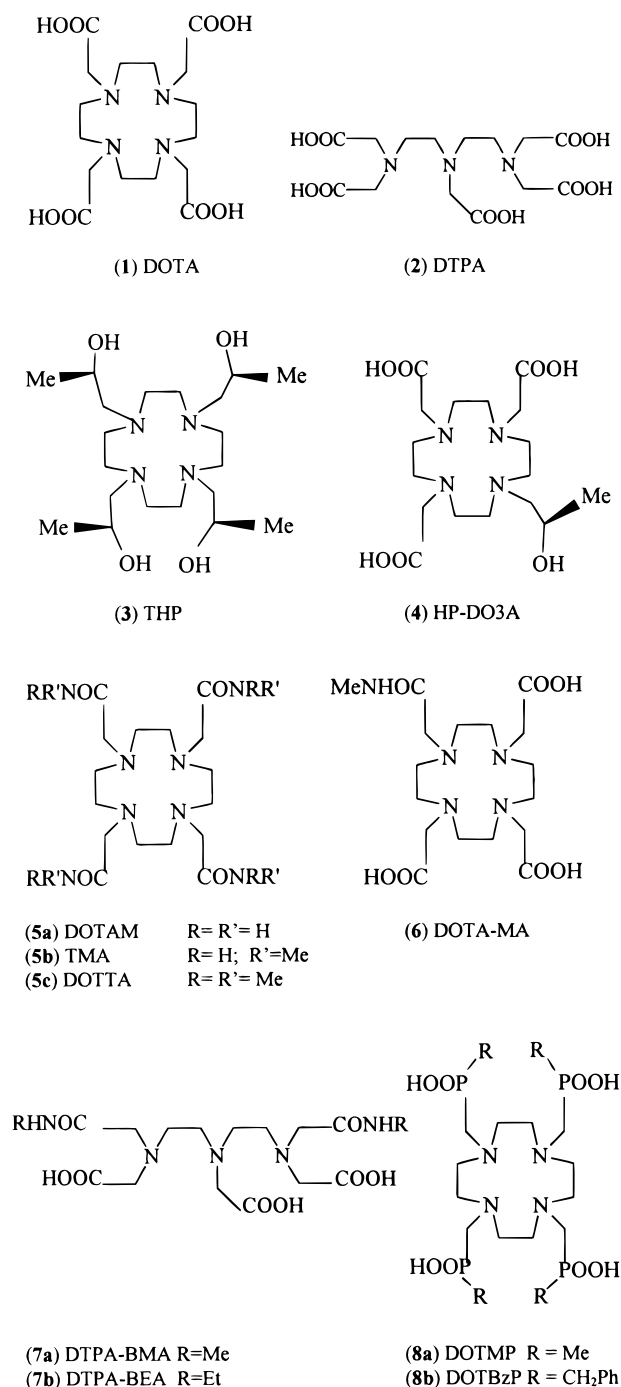 HOOC COOH
N N
N N
HOOC COOH
(1) DOTA
HOOC COOH
N N N
HOOC COOH
COOH
(2) DTPA
OH OH
Me Me
N N
N N
Me Me
OH OH
(3) THP
HOOC COOH
N N
N N
Me
HOOC OH
(4) HP-DO3A
RR'NOC CONRR'
N N
N N
RR'NOC CONRR'
(5a) DOTAM R= R'= H
(5b) TMA R= H; R'=Me
(5c) DOTTA R= R'= Me
MeNHOC COOH
N N
N N
HOOC COOH
(6) DOTA-MA
RHNOC CONHR
N N N
HOOC COOH
COOH
(7a) DTPA-BMA R=Me
(7b) DTPA-BEA R=Et
R R
HOOP POOH
N N
N N
HOOP POOH
R R
(8a) DOTMP R = Me
(8b) DOTBzP R = CH₂Ph